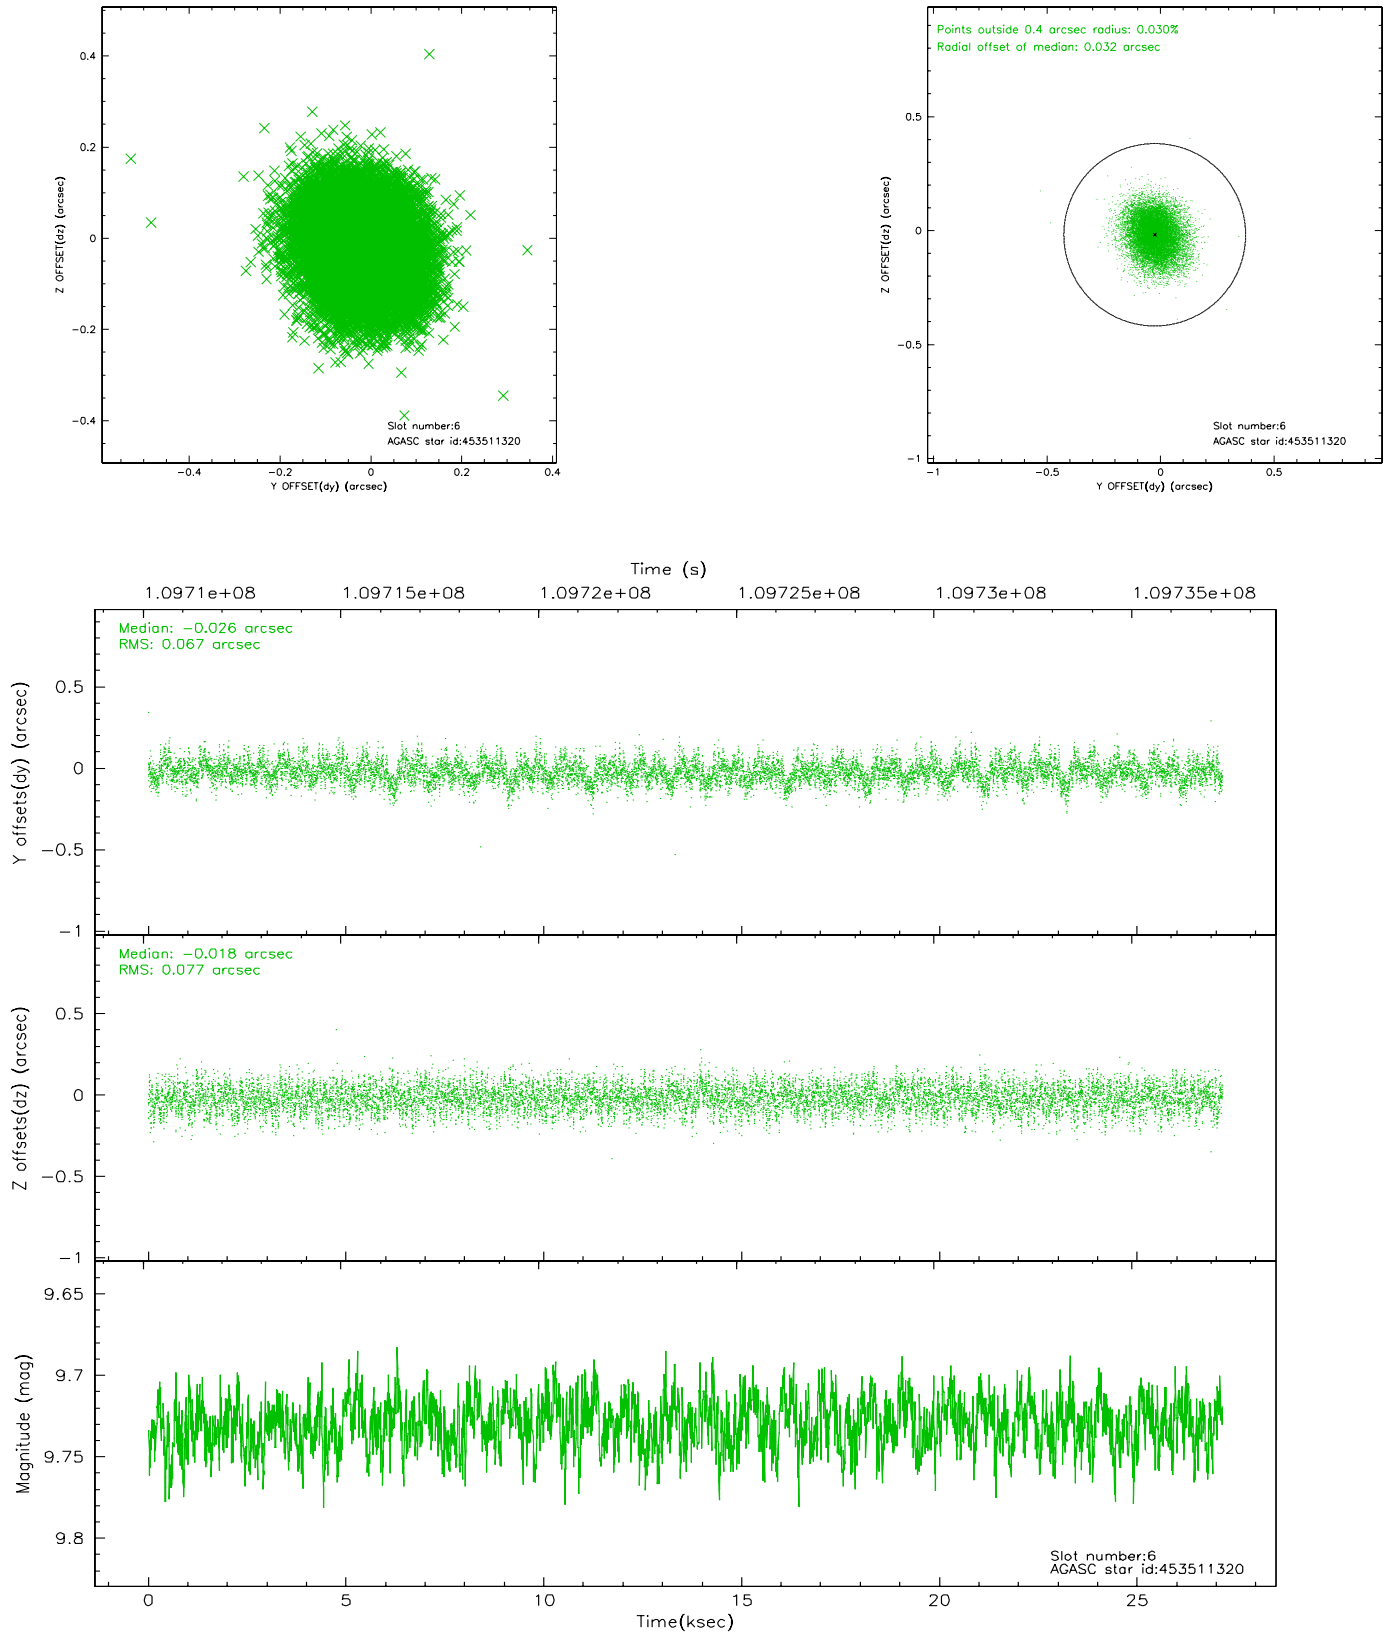 Points outside 0.4 arcsec radius: 0.030%
Radial offset of median: 0.032 arcsec
0.4
0.2
0
−0.2
−0.4
Z OFFSET(dz) (arcsec)
Slot number:6
AGASC star id:453511320
−0.4 −0.2 0 0.2 0.4
Y OFFSET(dy) (arcsec)
0.5
0
−0.5
−1
Z OFFSET(dz) (arcsec)
Slot number:6
AGASC star id:453511320
−1 −0.5 0 0.5
Y OFFSET(dy) (arcsec)
Time (s)
1.0971e+08 1.09715e+08 1.0972e+08 1.09725e+08 1.0973e+08 1.09735e+08
Median: −0.026 arcsec
RMS: 0.067 arcsec
0.5
0
−0.5
−1
Y offsets(dy) (arcsec)
Median: −0.018 arcsec
RMS: 0.077 arcsec
0.5
0
−0.5
−1
Z offsets(dz) (arcsec)
9.65
9.7
9.75
9.8
Magnitude (mag)
Slot number:6
AGASC star id:453511320
0 5 10 15 20 25
Time(ksec)